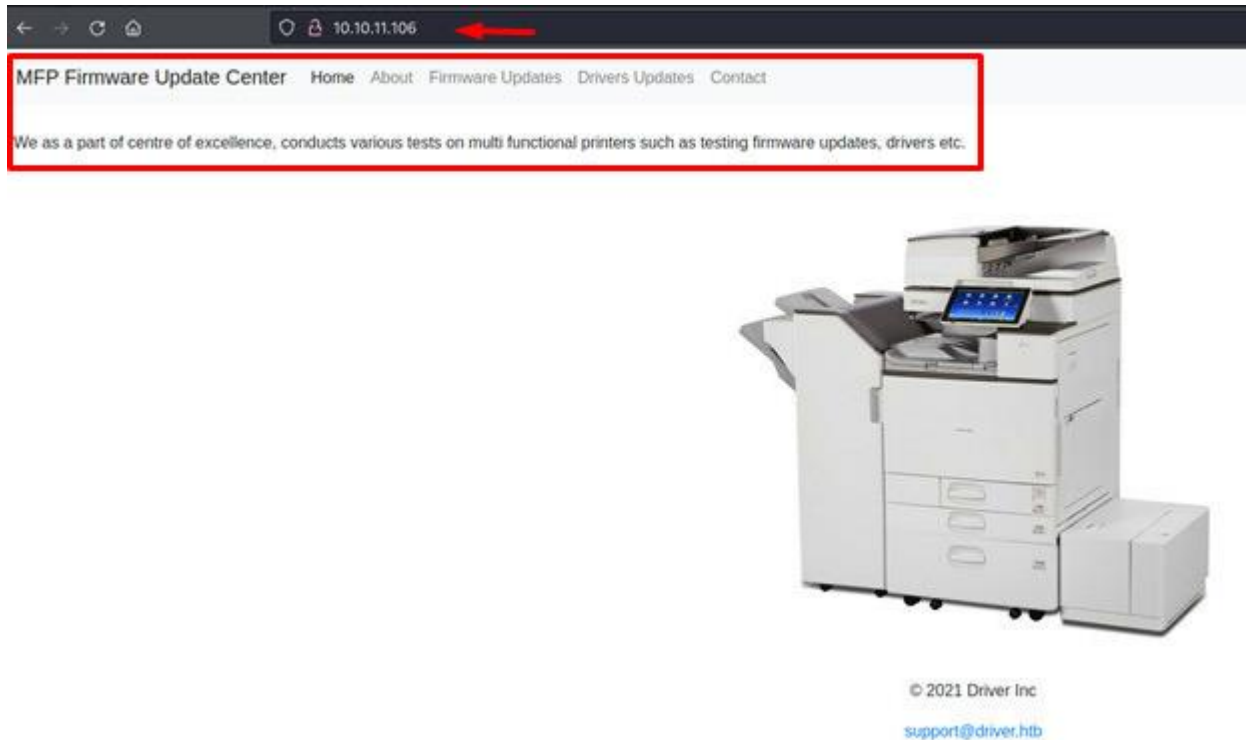 10.10.11.106
MFP Firmware Update Center Home About Firmware Updates Drivers Updates Contact
We as a part of centre of excellence, conducts various tests on multi functional printers such as testing firmware updates, drivers etc.
© 2021 Driver Inc
support@driver.htb